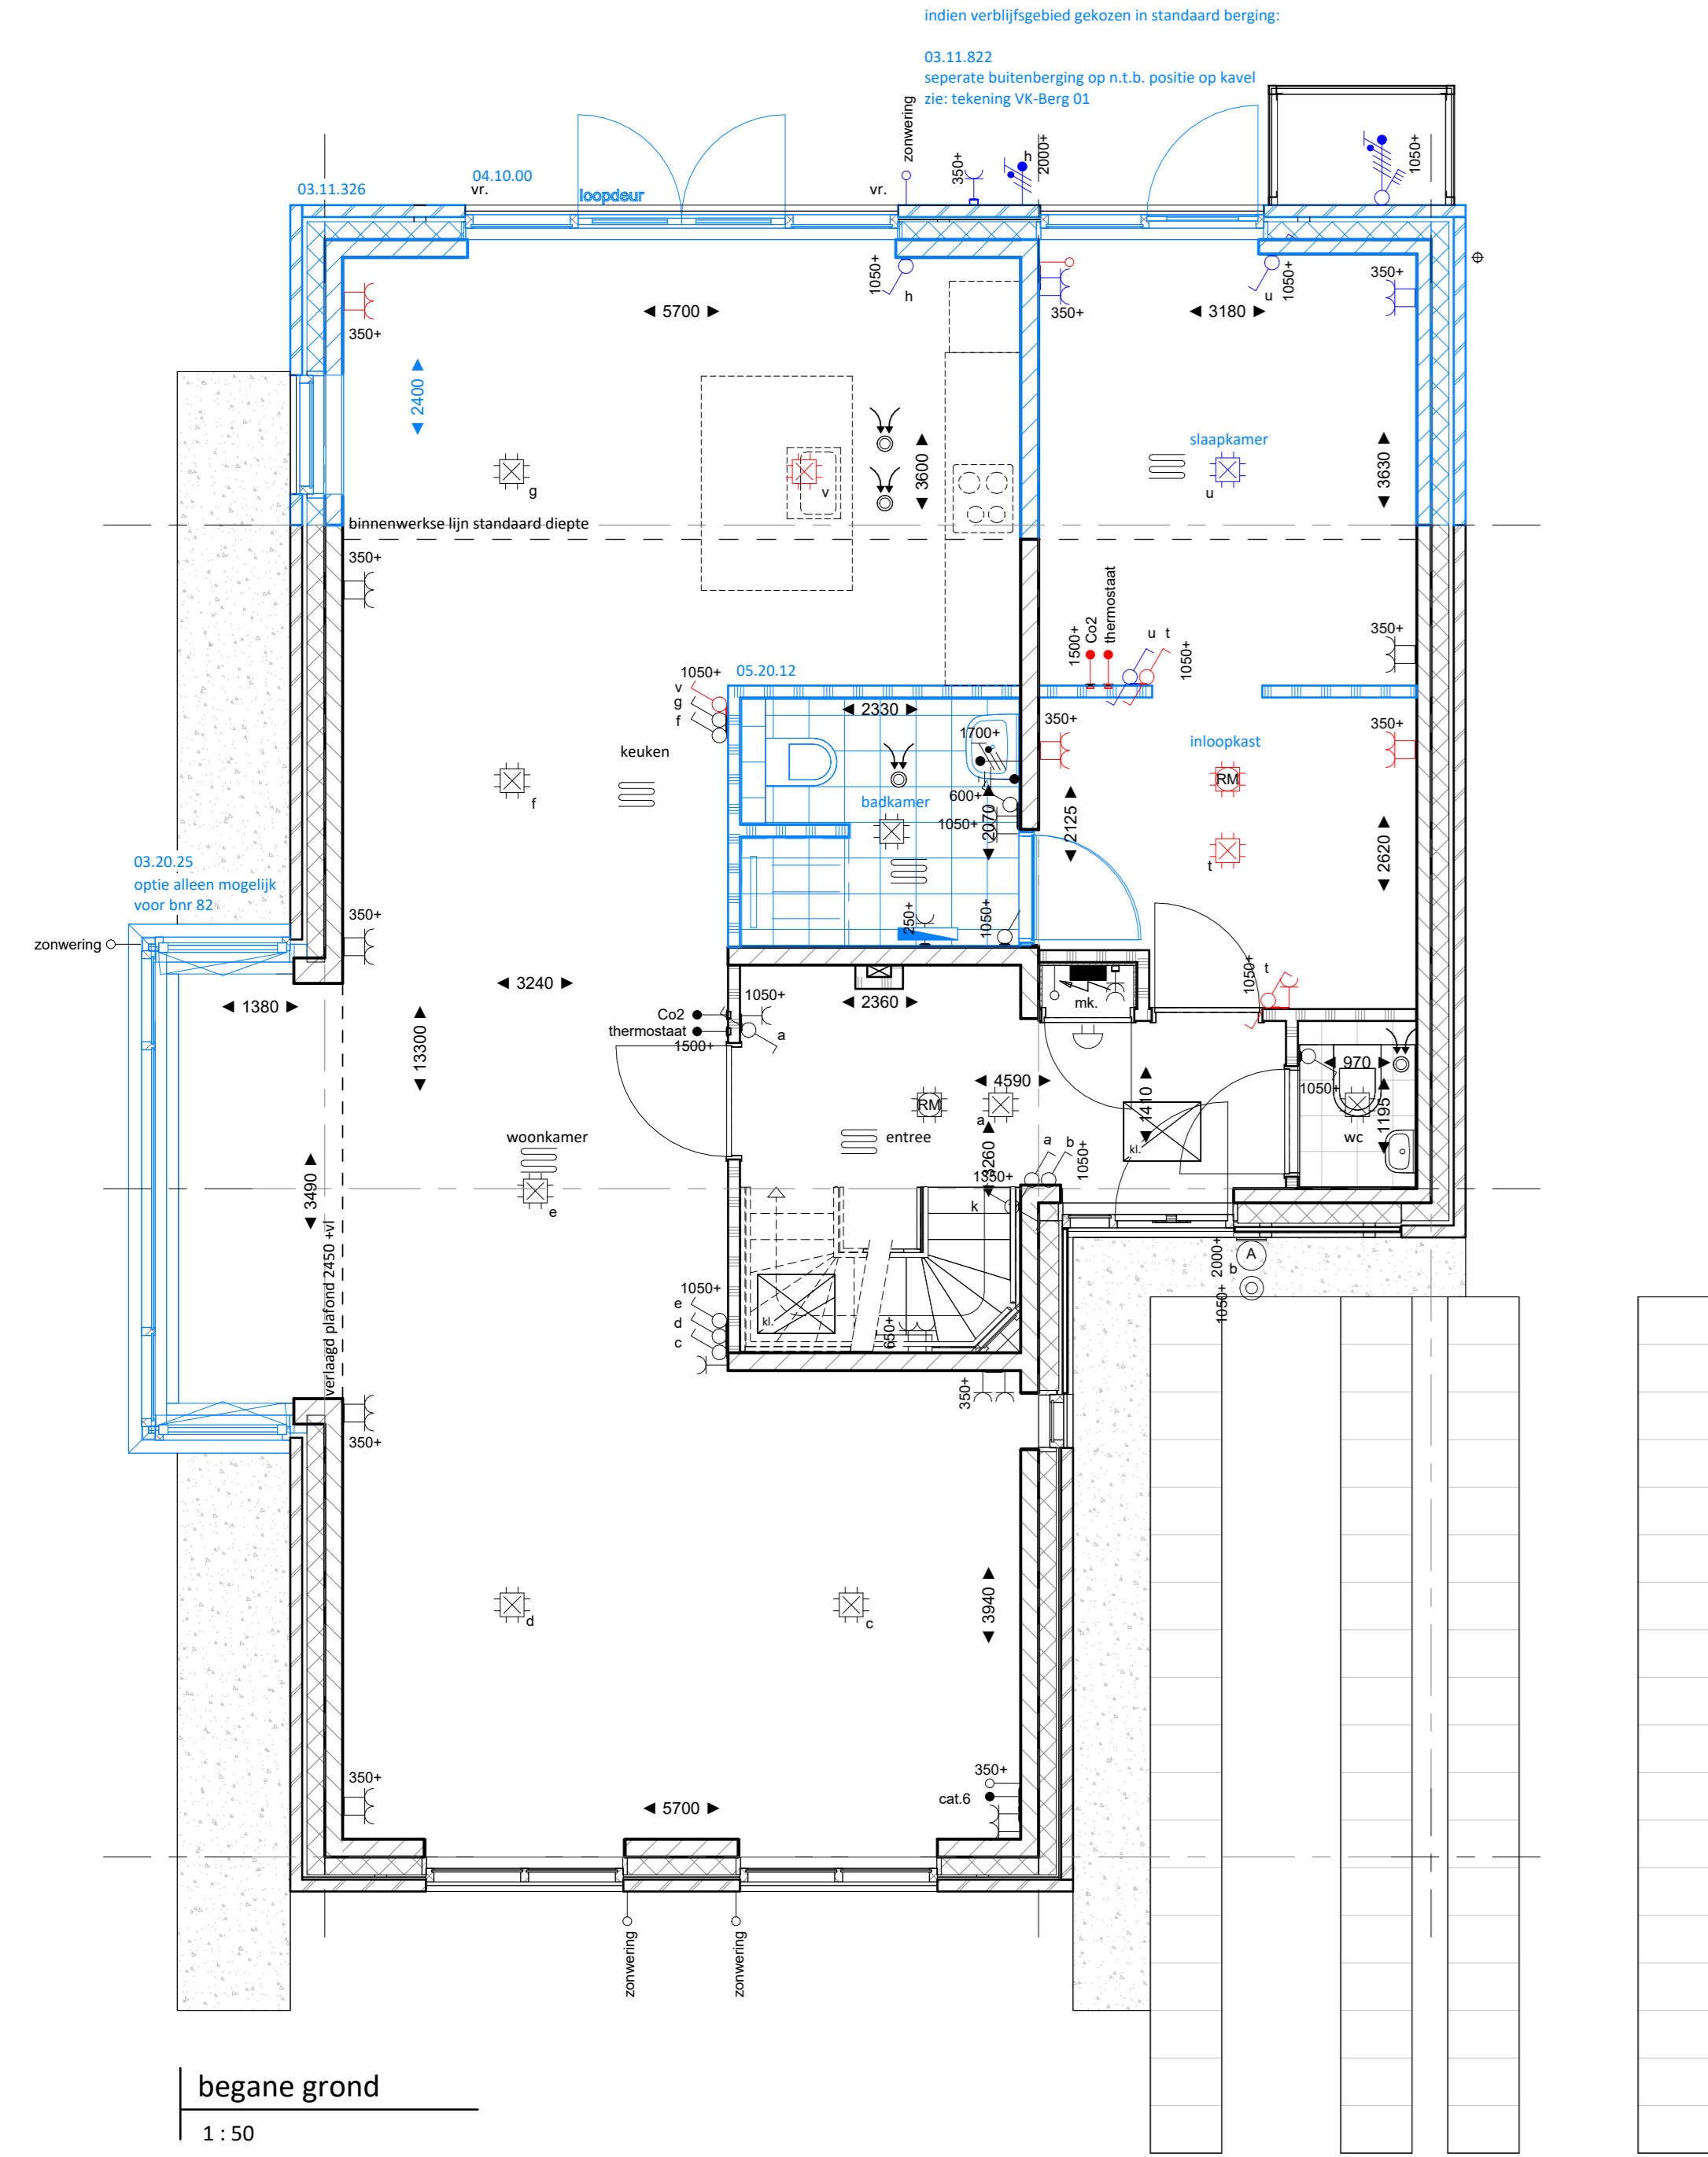 indien verblijfsgebied gekozen in standaard berging:
03.11.822
seperate buitenberging op n.t.b. positie op kavel
zie: tekening VK-Berg 01
zonwering
350+
h
2000+
1050+
03.11.326
04.10.00
vr.
loopdeur
vr.
1050+
h
350+
u
1050+
350+
350+
5700
3180
2400
slaapkamer
g
v
3600
u
3630
binnenwerkse lijn standaard diepte
350+
1500+
Co2
thermostaat
u t
1050+
350+
1050+
05.20.12
v
g
f
2330
350+
350+
keuken
1700+
inloopkast
RM
f
badkamer
600+
1050+
2070
2125
2620
t
03.20.25
optie alleen mogelijk
voor bnr 82
350+
250+
1050+
zonwering
1050+
t
3240
1380
1050+
2360
mk.
Co2
thermostaat
1500+
a
13300
970
4590
1050+
RM
a
1410
1195
woonkamer
entree
3260
a b
1050+
kl.
wc
3490
e
1350+
k
verlaagd plafond 2450 +vl
2000+
A
b
1050+
1050+
e
d
c
kl.
650+
350+
350+
3940
d
c
350+
350+
cat.6
5700
zonwering
zonwering
begane grond
1 : 50